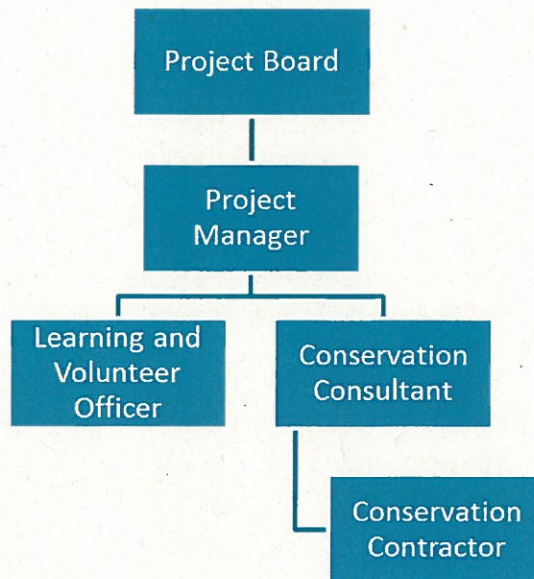 Project Board
Project
Manager
Learning and
Volunteer
Officer
Conservation
Consultant
Conservation
Contractor